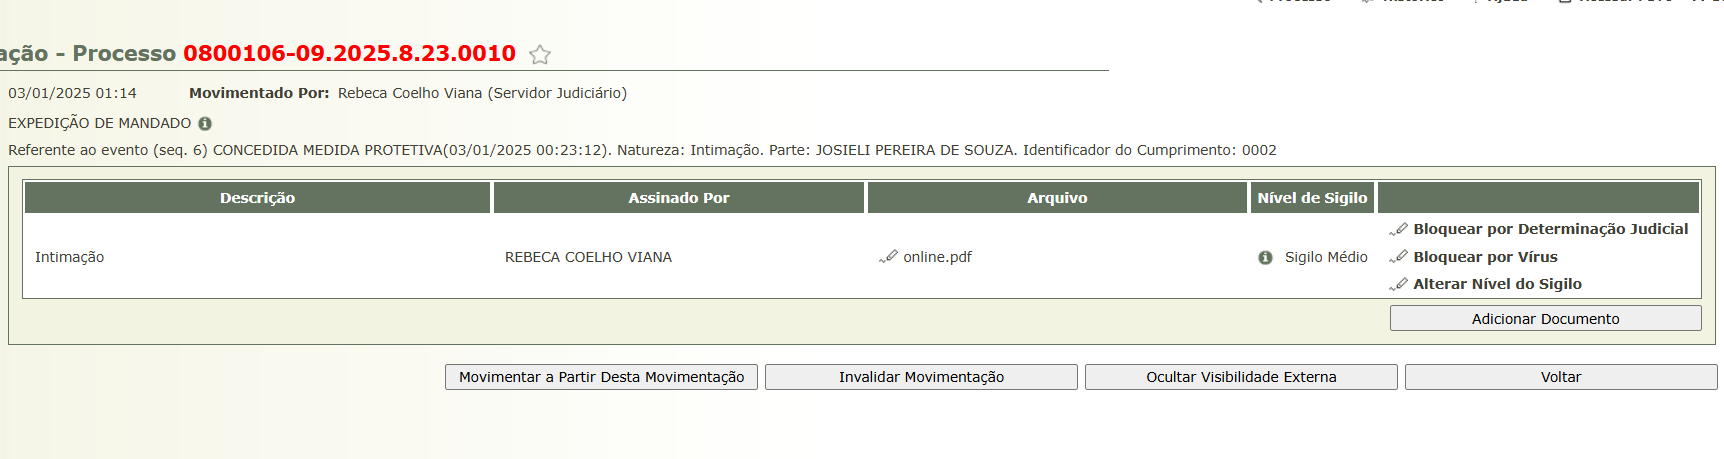 ação - Processo 0800106-09.2025.8.23.0010
03/01/2025 01:14 Movimentado Por: Rebeca Coelho Viana (Servidor Judiciário)
EXPEDIÇÃO DE MANDADO
Referente ao evento (seq. 6) CONCEDIDA MEDIDA PROTETIVA(03/01/2025 00:23:12). Natureza: Intimação. Parte: JOSIELI PEREIRA DE SOUZA. Identificador do Cumprimento: 0002
Descrição Assinado Por Arquivo Nível de Sigilo
Bloquear por Determinação Judicial
Intimação REBECA COELHO VIANA online.pdf Sigilo Médio Bloquear por Vírus
Alterar Nível do Sigilo
Adicionar Documento
Movimentar a Partir Desta Movimentação Invalidar Movimentação Ocultar Visibilidade Externa Voltar